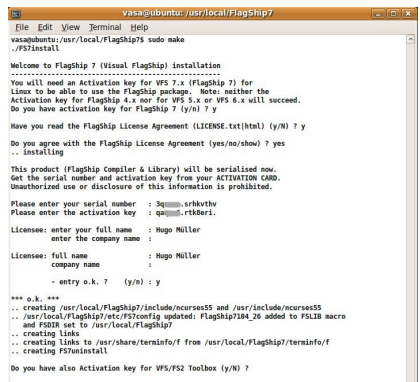 vasa@ubuntu: /usr/local/FlagShip7
File Edit View Terminal Help
vasa@ubuntu:/usr/local/FlagShip7$ sudo make
./FS7install
Welcome to FlagShip 7 (Visual FlagShip) installation
----------------------------------------------------
You will need an Activation key for VFS 7.x (FlagShip 7) for
Linux to be able to use the FlagShip package. Note: neither the
Activation key for FlagShip 4.x nor for VFS 5.x or VFS 6.x will succeed.
Do you have activation key for FlagShip 7 (y/n) ? y
Have you read the FlagShip License Agreement (LICENSE.txt|html) (y/N) ? y
Do you agree with the FlagShip License Agreement (yes/no/show) ? yes
.. installing
This product (FlagShip Compiler & Library) will be serialised now.
Get the serial number and activation key from your ACTIVATION CARD.
Unauthorized use or disclosure of this information is prohibited.
Please enter your serial number : 3q .srhkvthv
Please enter the activation key : qa .rtk8eri.
Licensee: enter your full name : Hugo Müller
enter the company name :
Licensee: full name : Hugo Müller
company name :
- entry o.k. ? (y/n) : y
*** o.k. ***
.. creating /usr/local/FlagShip7/include/ncurses55 and /usr/include/ncurses55
.. /usr/local/FlagShip7/etc/FS7config updated: FlagShip7104_26 added to FSLIB macro
and FSDIR set to /usr/local/FlagShip7
.. creating links
.. creating links to /usr/share/terminfo/f from /usr/local/FlagShip7/terminfo/f
.. creating FS7uninstall
Do you have also Activation key for VFS/FS2 Toolbox (y/N) ?